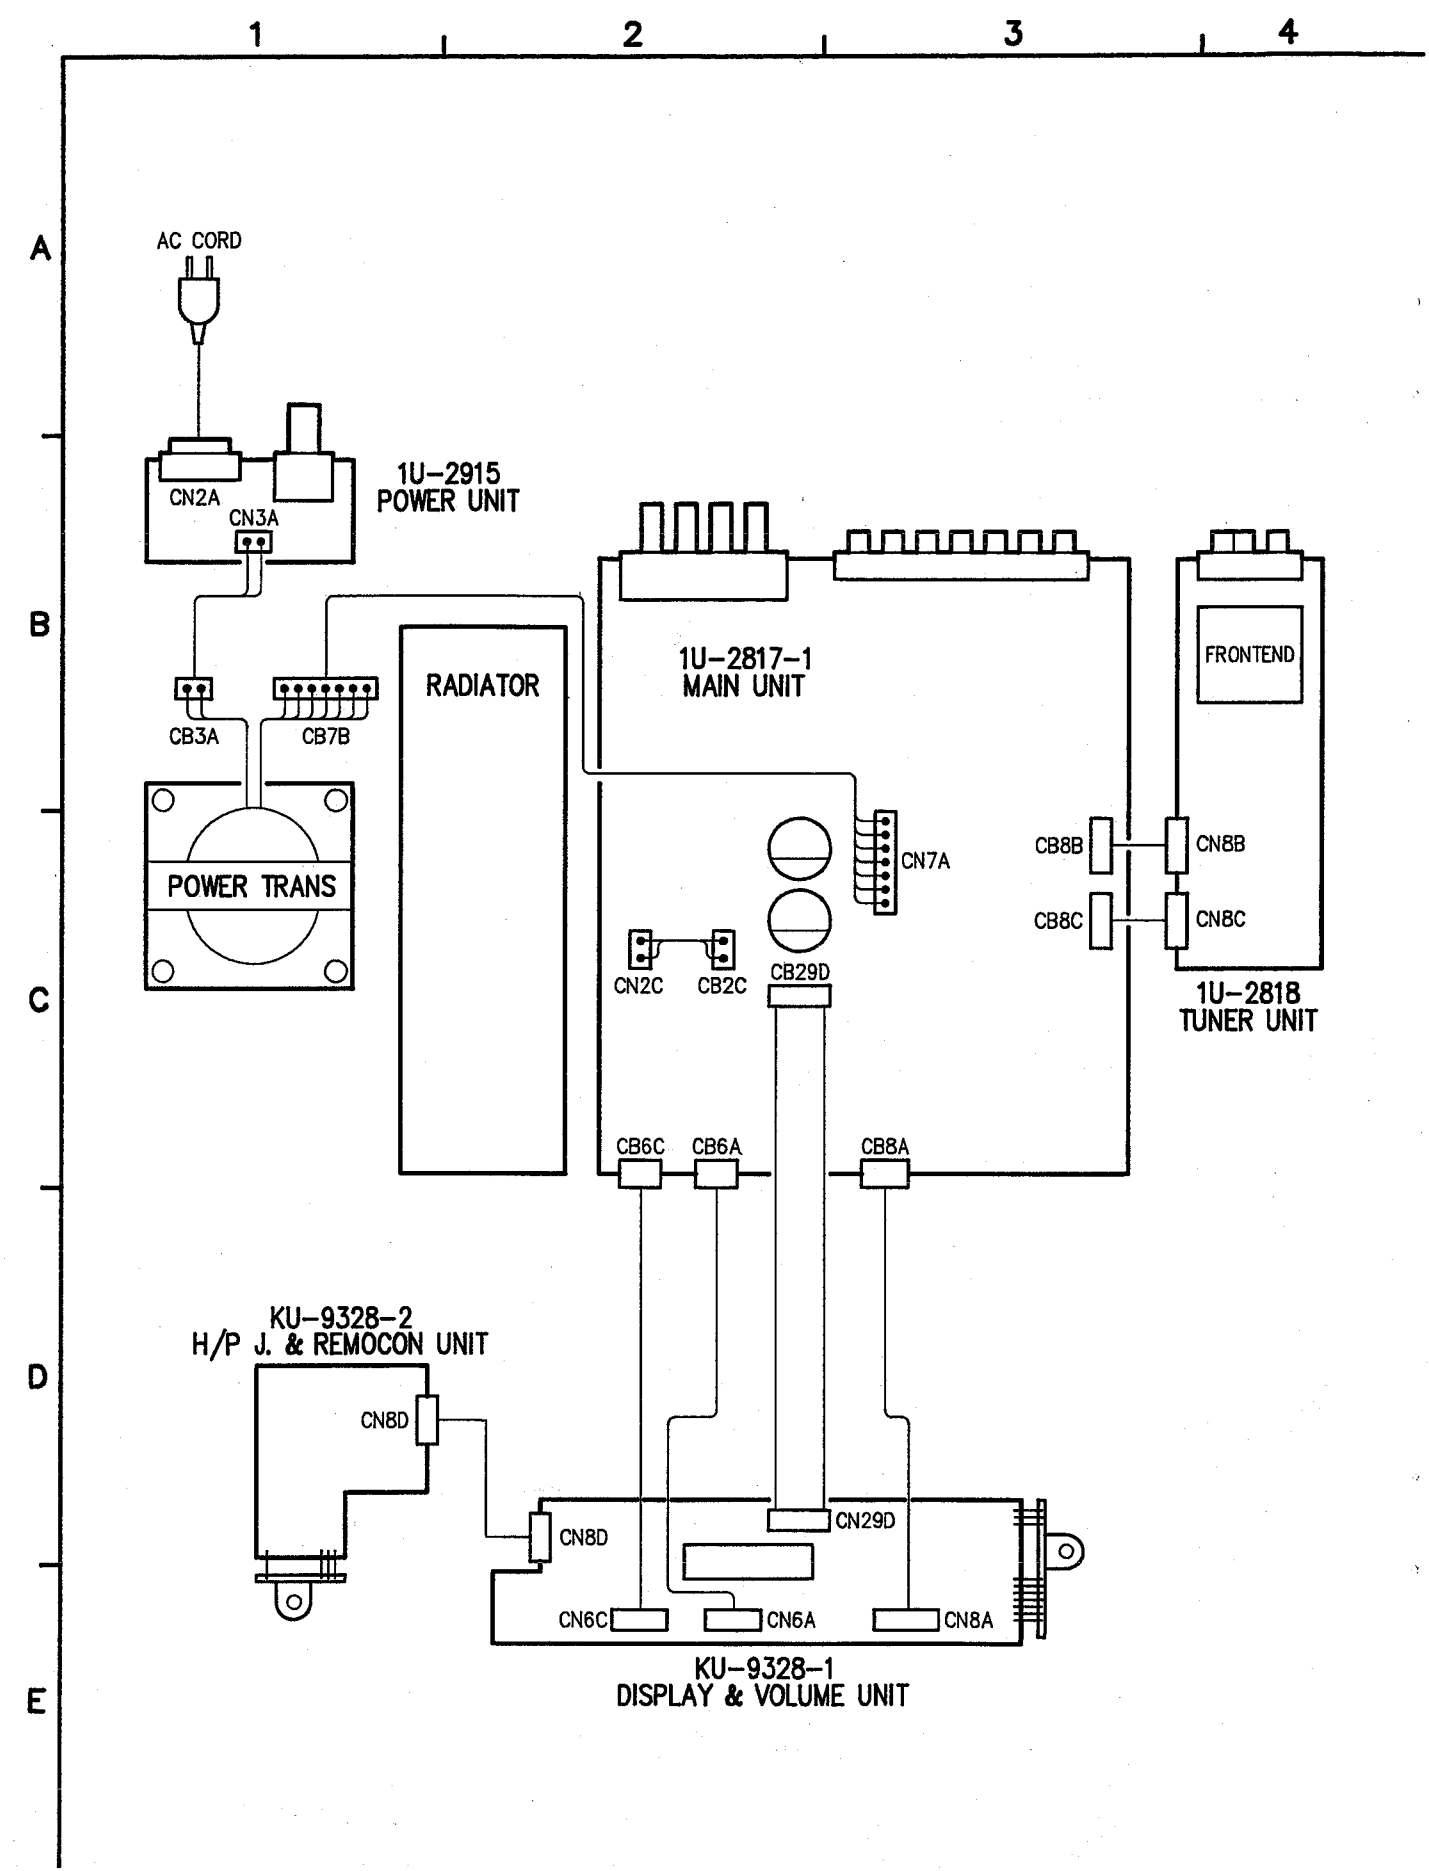 1 2 3 4
A
AC CORD
1U-2915
POWER UNIT
CN2A
CN3A
B
1U-2817-1
MAIN UNIT
FRONTEND
RADIATOR
CB3A
CB7B
POWER TRANS
CN7A
CB8B
CN8B
CB8C
CN8C
C
CN2C
CB2C
CB29D
1U-2818
TUNER UNIT
CB6C
CB6A
CB8A
KU-9328-2
H/P J. & REMOCON UNIT
D
CN8D
CN8D
CN29D
CN6C
CN6A
CN8A
KU-9328-1
DISPLAY & VOLUME UNIT
E